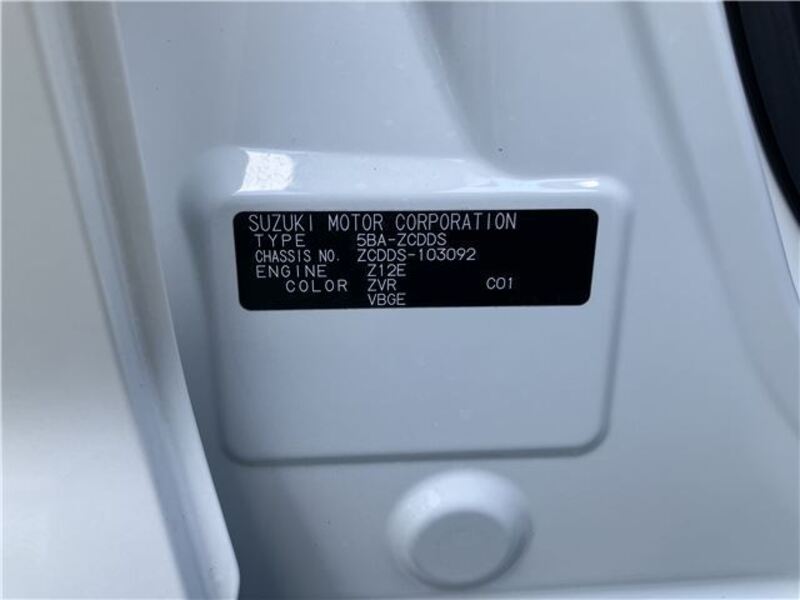 SUZUKI MOTOR CORPORATION
TYPE 5BA-ZCDDS
CHASSIS NO. ZCDDS-103092
ENGINE Z12E
COLOR ZVR C01
VBGE